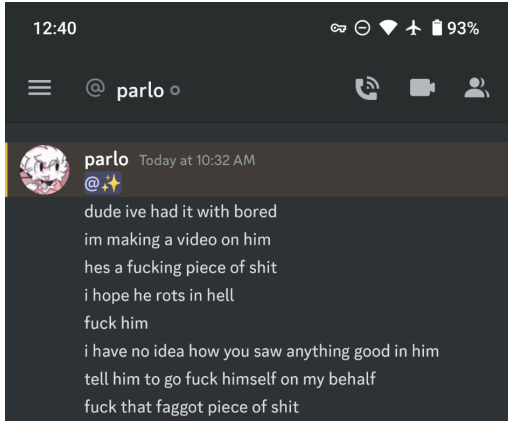 12:40
93%
@ parlo
parlo Today at 10:32 AM
@✨
dude ive had it with bored
im making a video on him
hes a fucking piece of shit
i hope he rots in hell
fuck him
i have no idea how you saw anything good in him
tell him to go fuck himself on my behalf
fuck that faggot piece of shit